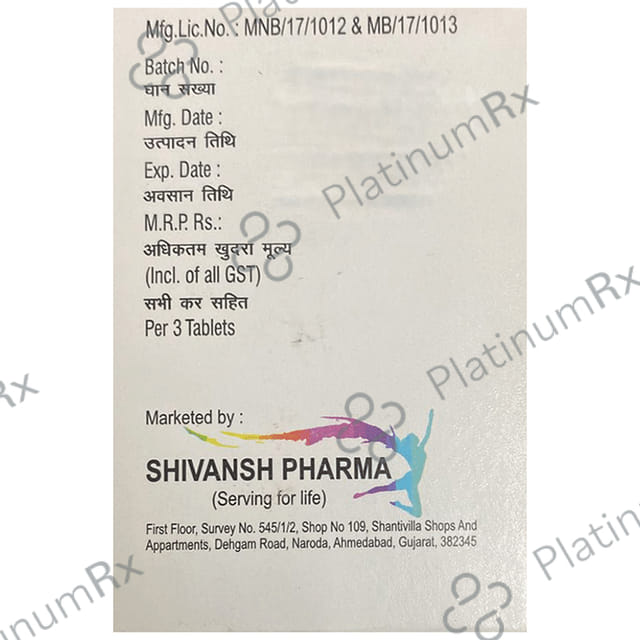 Mfg.Lic.No. : MNB/17/1012 & MB/17/1013
Batch No. :
घान संख्या
Mfg. Date :
उत्पादन तिथि
Exp. Date :
अवसान तिथि
M.R.P. Rs.:
अधिकतम खुदरा मूल्य
(Incl. of all GST)
सभी कर सहित
Per 3 Tablets
Marketed by :
SHIVANSH PHARMA
(Serving for life)
First Floor, Survey No. 545/1/2, Shop No 109, Shantivilla Shops And
Appartments, Dehgam Road, Naroda, Ahmedabad, Gujarat, 382345
PlatinumRx
PlatinumRx
Rx
PlatinumRx
inumRx